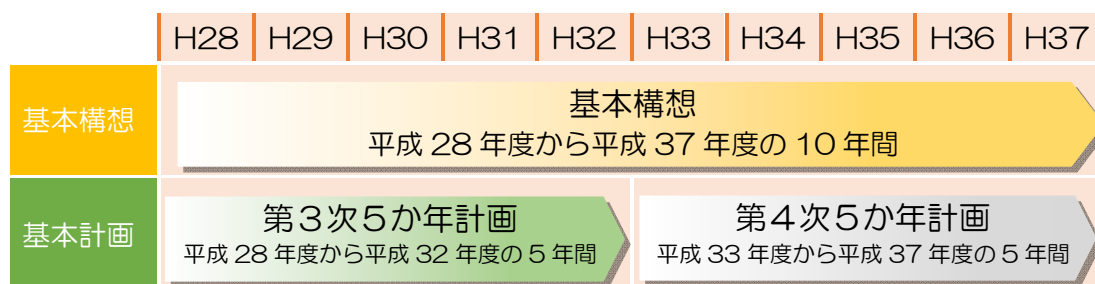 H28 H29 H30 H31 H32 H33 H34 H35 H36 H37
基本構想
基本構想
平成 28 年度から平成 37 年度の 10 年間
基本計画
第3次5か年計画
平成 28 年度から平成 32 年度の 5 年間
第4次5か年計画
平成 33 年度から平成 37 年度の 5 年間